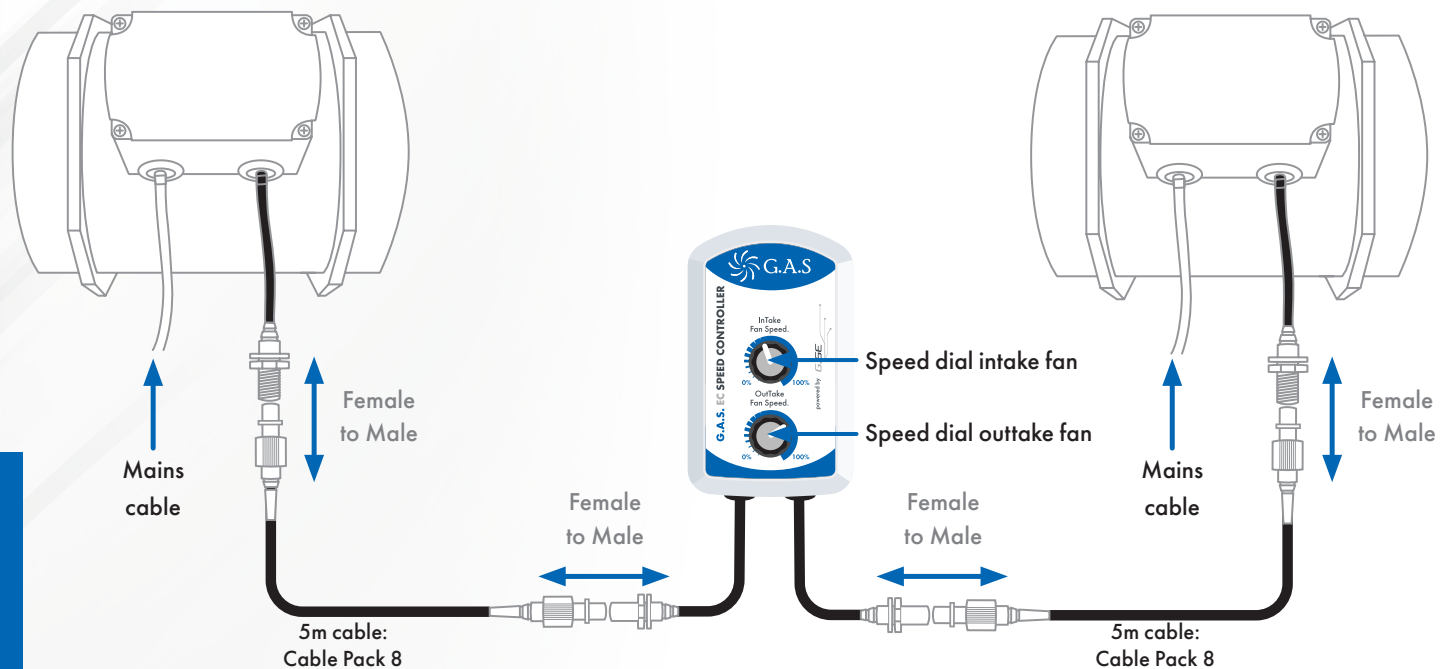 G.A.S
G.A.S. EC SPEED CONTROLLER
InTake
Fan Speed.
0%
100%
OutTake
Fan Speed.
0%
100%
powered by
Speed dial intake fan
Speed dial outtake fan
Female
to Male
Mains
cable
Female
to Male
5m cable:
Cable Pack 8
Female
to Male
5m cable:
Cable Pack 8
Mains
cable
Female
to Male